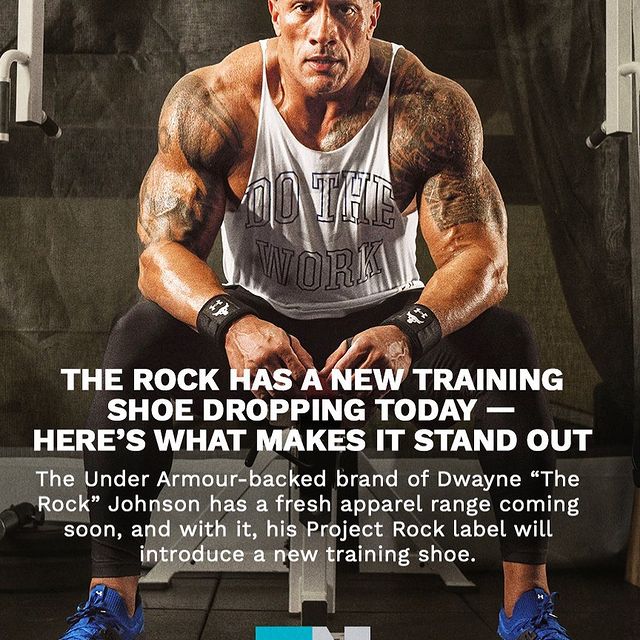 DO THE
WORK
THE ROCK HAS A NEW TRAINING
SHOE DROPPING TODAY —
HERE’S WHAT MAKES IT STAND OUT
The Under Armour-backed brand of Dwayne “The
Rock” Johnson has a fresh apparel range coming
soon, and with it, his Project Rock label will
introduce a new training shoe.